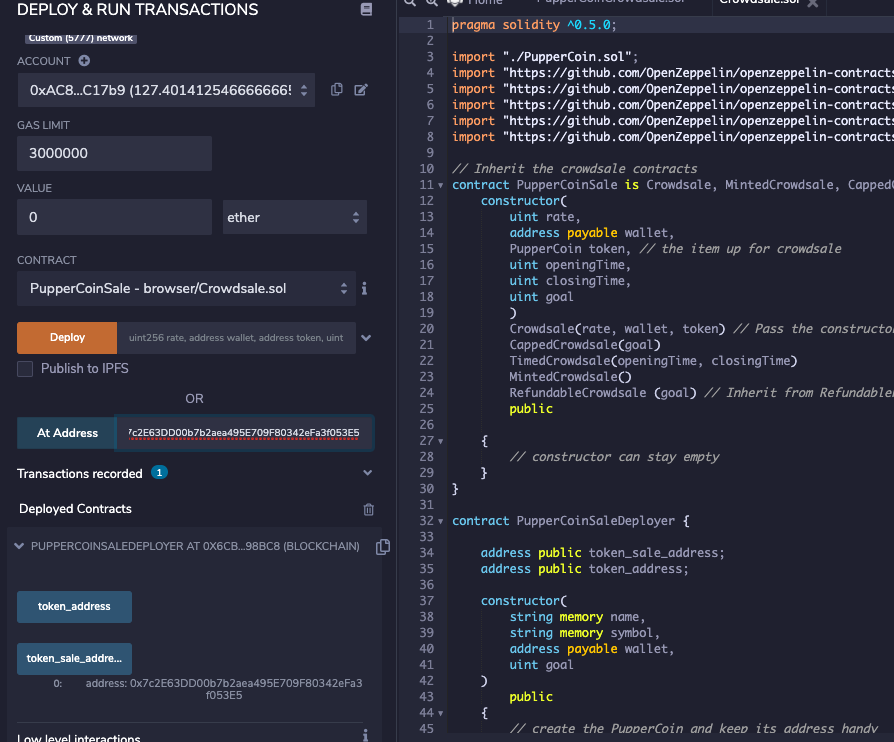 DEPLOY & RUN TRANSACTIONS
Custom (5777) network
ACCOUNT
0xAC8...C17b9 (127.4014125466666665
GAS LIMIT
3000000
VALUE
0
ether
CONTRACT
PupperCoinSale - browser/Crowdsale.sol
Deploy
uint256 rate, address wallet, address token, uint
Publish to IPFS
OR
At Address
7c2E63DD00b7b2aea495E709F80342eFa3f053E5
Transactions recorded 1
Deployed Contracts
PUPPERCOINSALEDEPLOYER AT 0X6CB...98BC8 (BLOCKCHAIN)
token_address
token_sale_addre...
0: address: 0x7c2E63DD00b7b2aea495E709F80342eFa3
f053E5
Low level interactions
Home PupperCoinCrowdsale.sol Crowdsale.sol
1 pragma solidity ^0.5.0;
2
3 import "./PupperCoin.sol";
4 import "https://github.com/OpenZeppelin/openzeppelin-contracts
5 import "https://github.com/OpenZeppelin/openzeppelin-contracts
6 import "https://github.com/OpenZeppelin/openzeppelin-contracts
7 import "https://github.com/OpenZeppelin/openzeppelin-contracts
8 import "https://github.com/OpenZeppelin/openzeppelin-contracts
9
10 // Inherit the crowdsale contracts
11 contract PupperCoinSale is Crowdsale, MintedCrowdsale, CappedC
12 constructor(
13 uint rate,
14 address payable wallet,
15 PupperCoin token, // the item up for crowdsale
16 uint openingTime,
17 uint closingTime,
18 uint goal
19 )
20 Crowdsale(rate, wallet, token) // Pass the constructo
21 CappedCrowdsale(goal)
22 TimedCrowdsale(openingTime, closingTime)
23 MintedCrowdsale()
24 RefundableCrowdsale (goal) // Inherit from Refundable
25 public
26
27 {
28 // constructor can stay empty
29 }
30 }
31
32 contract PupperCoinSaleDeployer {
33
34 address public token_sale_address;
35 address public token_address;
36
37 constructor(
38 string memory name,
39 string memory symbol,
40 address payable wallet,
41 uint goal
42 )
43 public
44 {
45 // create the PupperCoin and keep its address handy